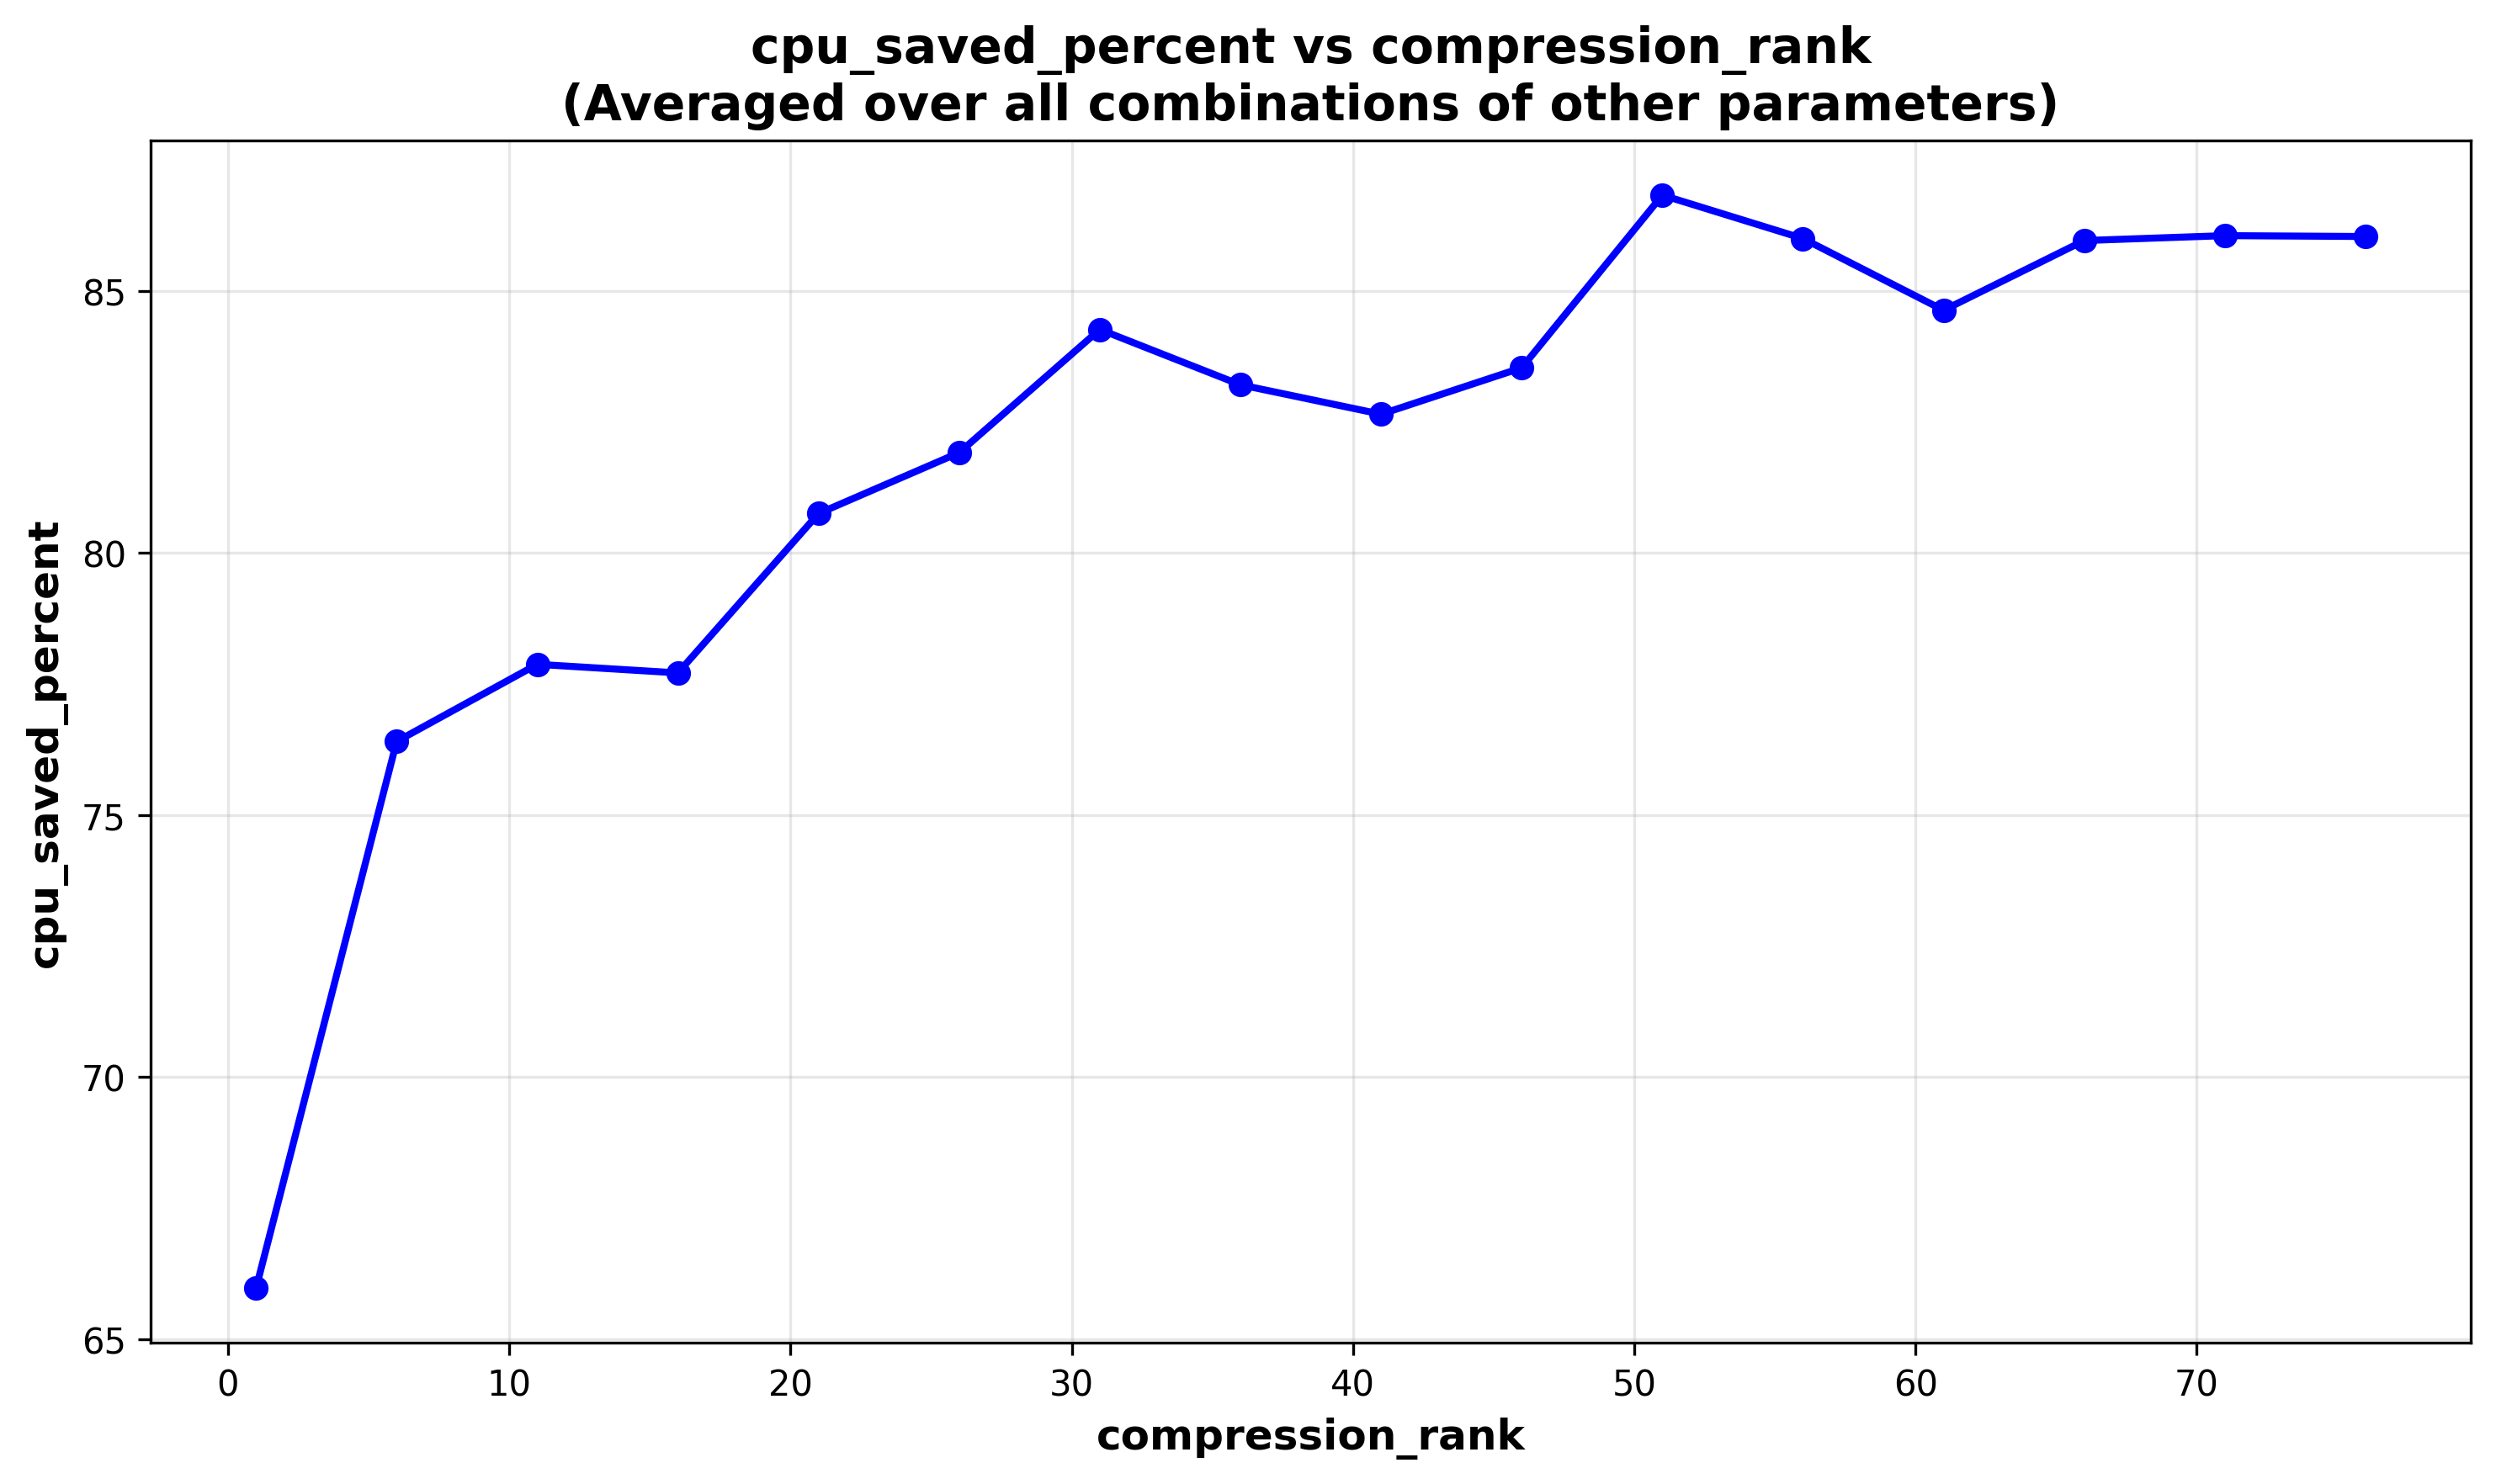 cpu_saved_percent vs compression_rank
(Averaged over all combinations of other parameters)
cpu_saved_percent
85
80
75
70
65
0 10 20 30 40 50 60 70
compression_rank